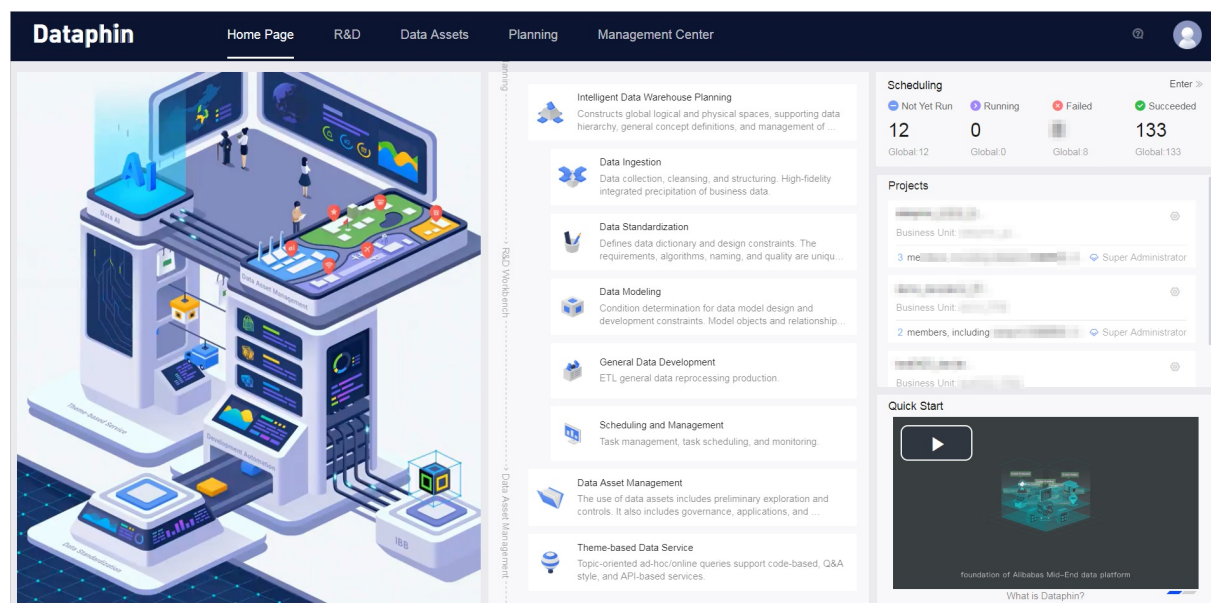 Dataphin
Home Page
R&D
Data Assets
Planning
Management Center
AI
Data AI
Data Asset Management
Theme-Based Service
Development Automation
Data Standardization
IBB
anning
R&D Workbench
Data Asset Management
Intelligent Data Warehouse Planning
Constructs global logical and physical spaces, supporting data
hierarchy, general concept definitions, and management of ...
Data Ingestion
Data collection, cleansing, and structuring. High-fidelity
integrated precipitation of business data.
Data Standardization
Defines data dictionary and design constraints. The
requirements, algorithms, naming, and quality are uniqu...
Data Modeling
Condition determination for data model design and
development constraints. Model objects and relationship...
General Data Development
ETL general data reprocessing production.
Scheduling and Management
Task management, task scheduling, and monitoring.
Data Asset Management
The use of data assets includes preliminary exploration and
controls. It also includes governance, applications, and ...
Theme-based Data Service
Topic-oriented ad-hoc/online queries support code-based, Q&A
style, and API-based services.
Scheduling
Enter »
Not Yet Run
Running
Failed
Succeeded
12
0
133
Global:12
Global:0
Global:8
Global:133
Projects
Business Unit:
3 me
Super Administrator
Business Unit:
2 members, including
Super Administrator
Business Unit:
Quick Start
foundation of Alibabas Mid-End data platform
What is Dataphin?